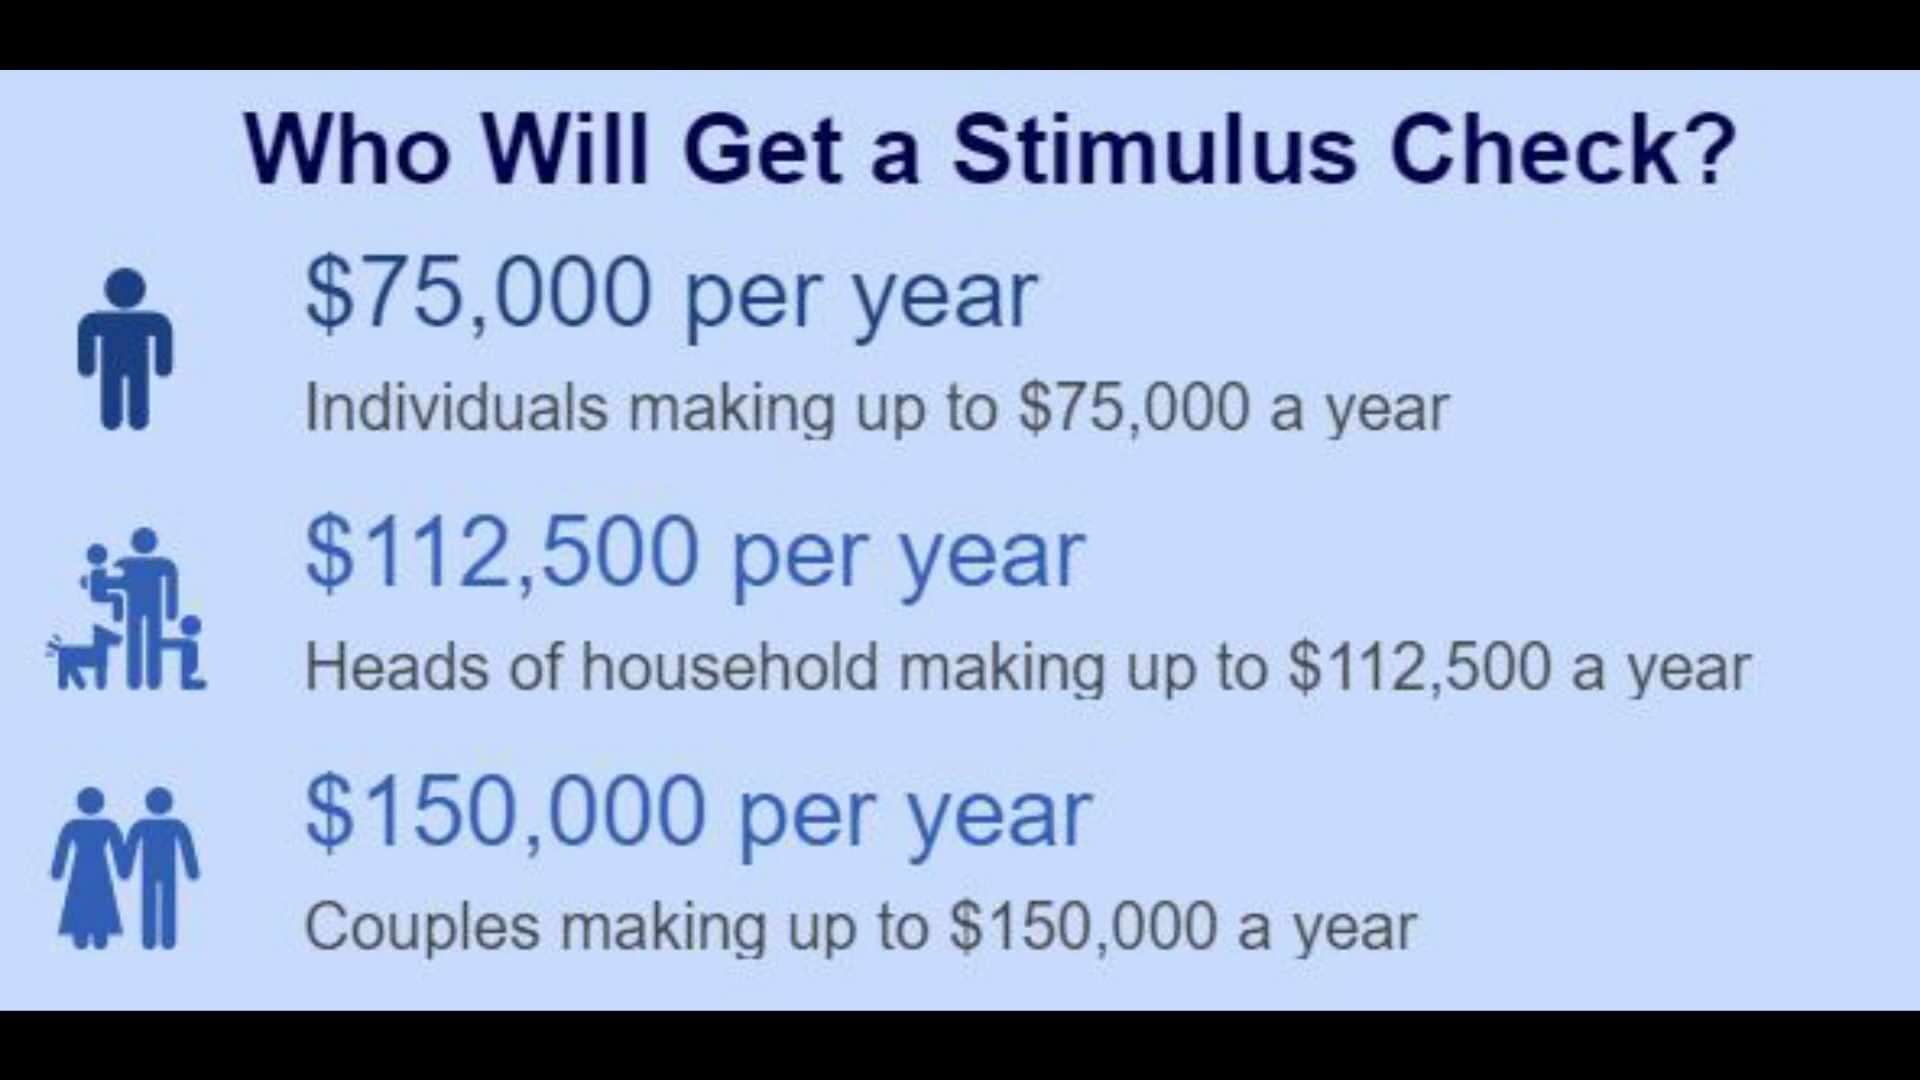 Who Will Get a Stimulus Check?
$75,000 per year
Individuals making up to $75,000 a year
$112,500 per year
Heads of household making up to $112,500 a year
$150,000 per year
Couples making up to $150,000 a year